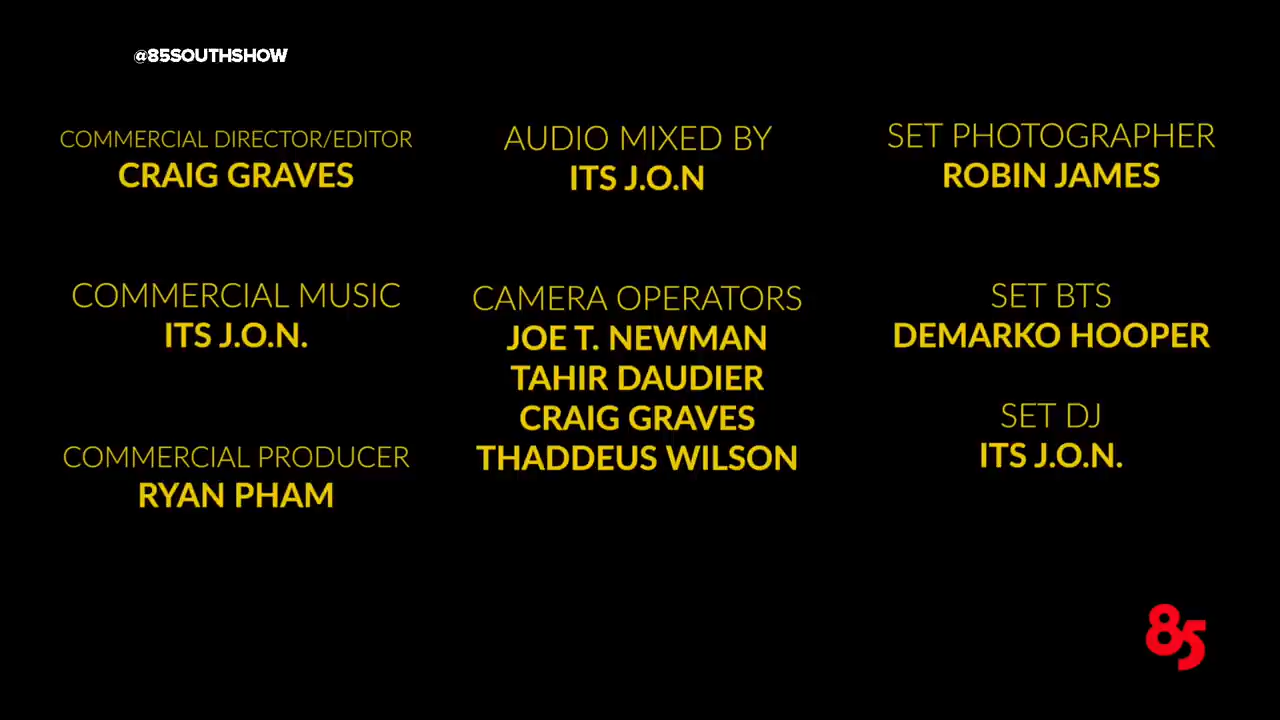 @85SOUTHSHOW
COMMERCIAL DIRECTOR/EDITOR
CRAIG GRAVES
COMMERCIAL MUSIC
ITS J.O.N.
COMMERCIAL PRODUCER
RYAN PHAM
AUDIO MIXED BY
ITS J.O.N
CAMERA OPERATORS
JOE T. NEWMAN
TAHIR DAUDIER
CRAIG GRAVES
THADDEUS WILSON
SET PHOTOGRAPHER
ROBIN JAMES
SET BTS
DEMARKO HOOPER
SET DJ
ITS J.O.N.
85